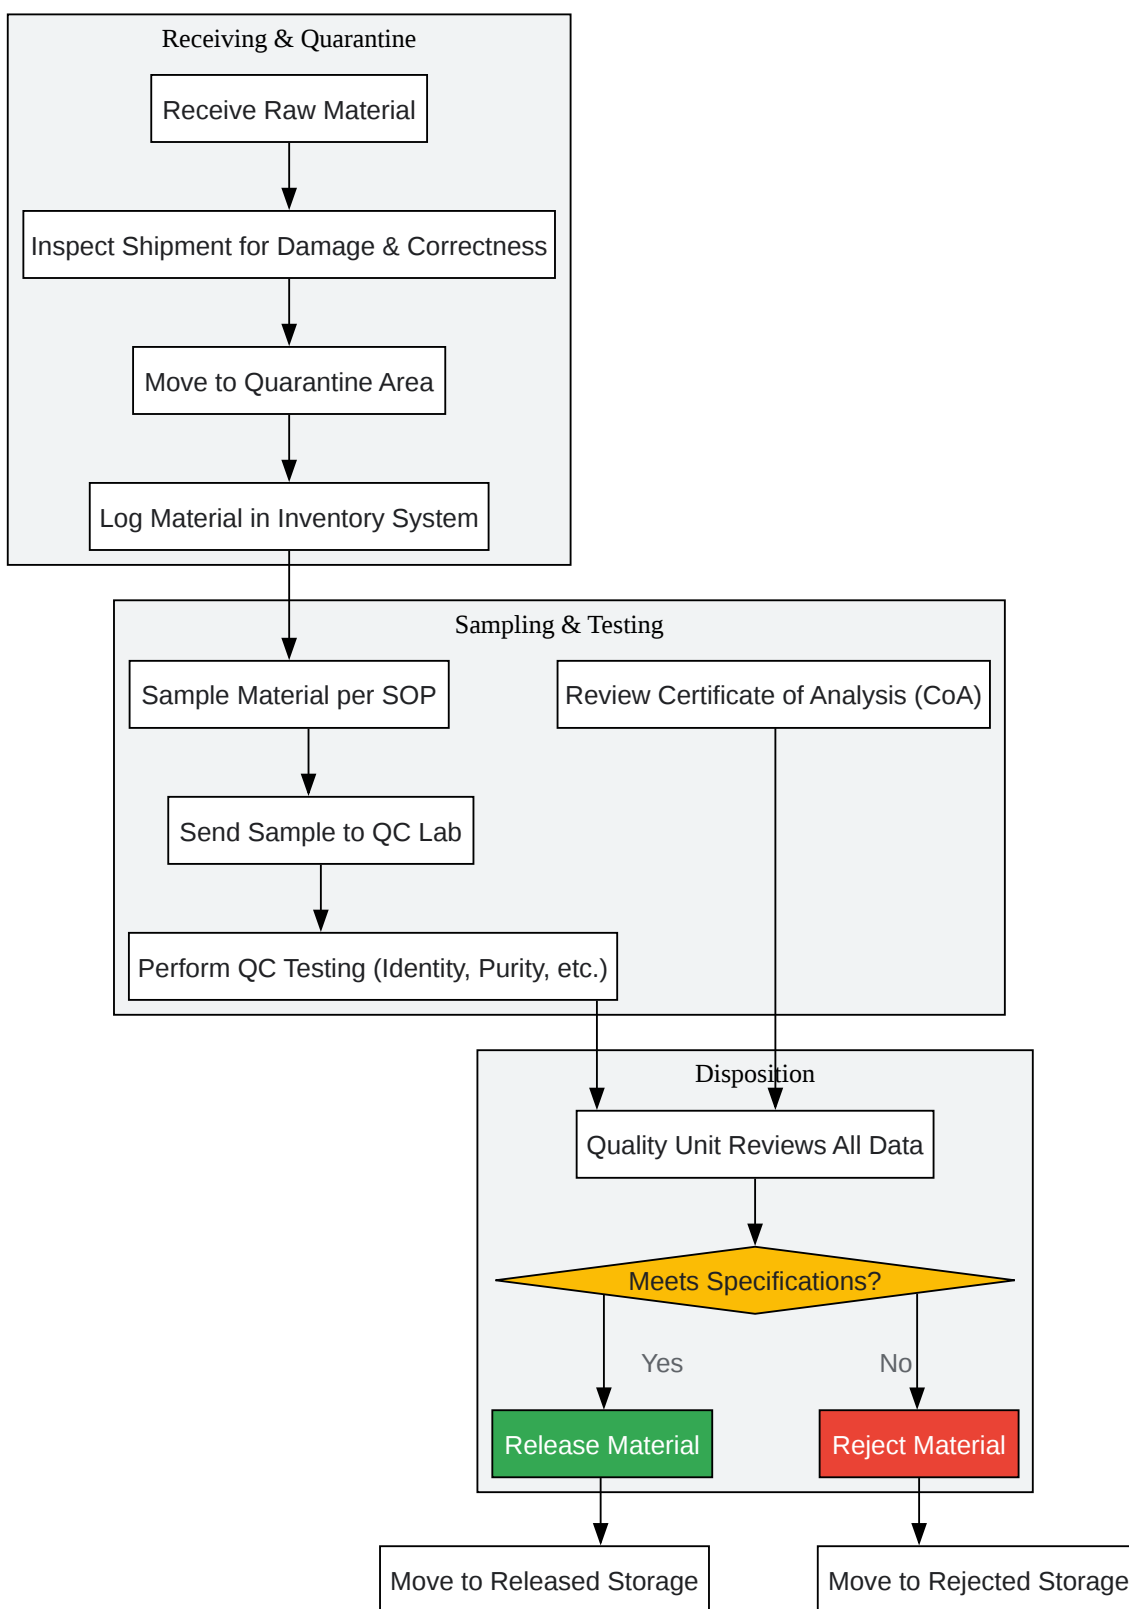 Receiving & Quarantine
Receive Raw Material
Inspect Shipment for Damage & Correctness
Move to Quarantine Area
Log Material in Inventory System
Sampling & Testing
Sample Material per SOP
Review Certificate of Analysis (CoA)
Send Sample to QC Lab
Perform QC Testing (Identity, Purity, etc.)
Disposition
Quality Unit Reviews All Data
Meets Specifications?
Yes
No
Release Material
Reject Material
Move to Released Storage
Move to Rejected Storage